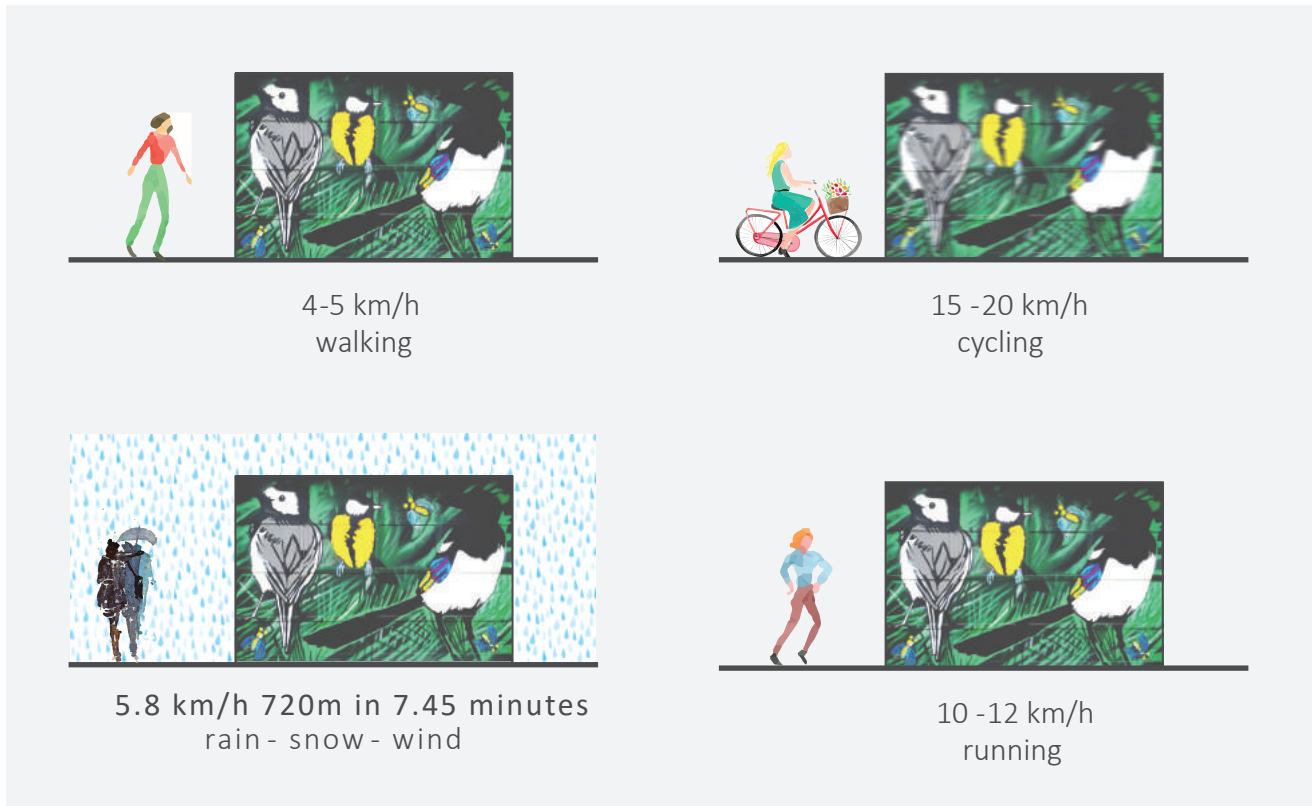 4-5 km/h
walking
15 -20 km/h
cycling
5.8 km/h 720m in 7.45 minutes
rain - snow - wind
10 -12 km/h
running